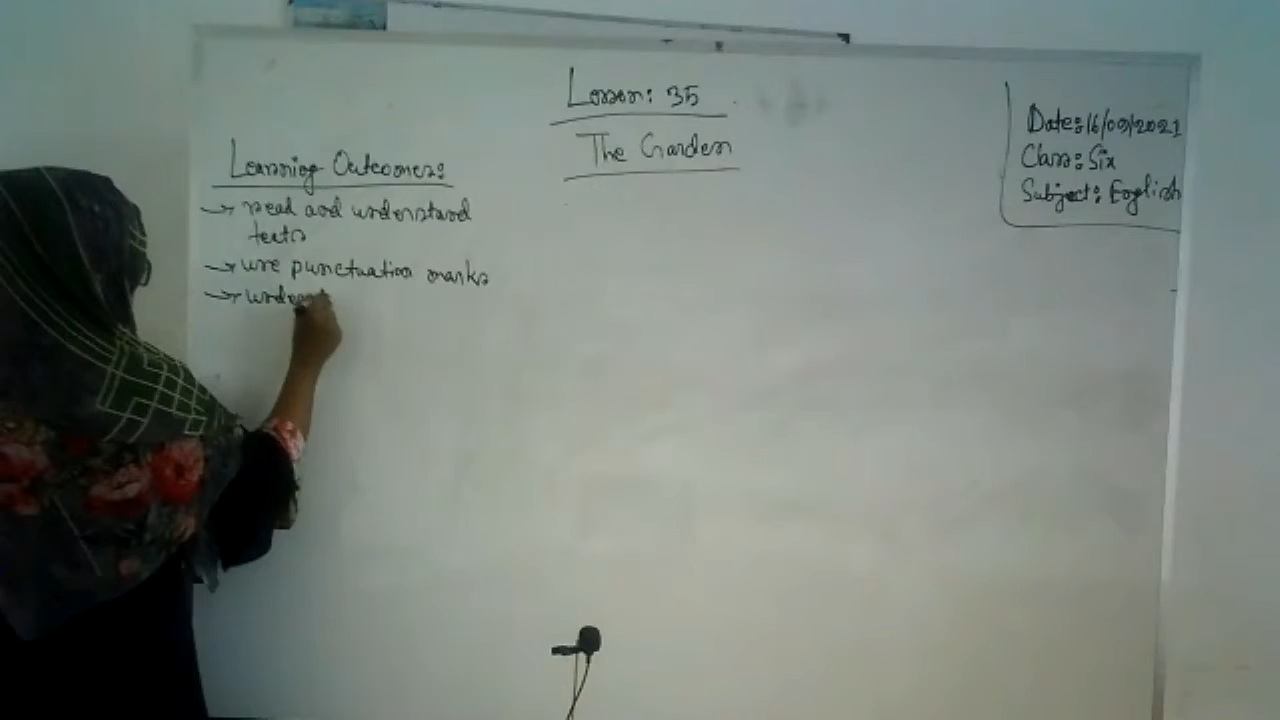 Lesson: 35
The Garden
Date: 16/09/2021
Class: Six
Subject: English
Learning Outcomes:
→ read and understand
texts
→ use punctuation marks
→